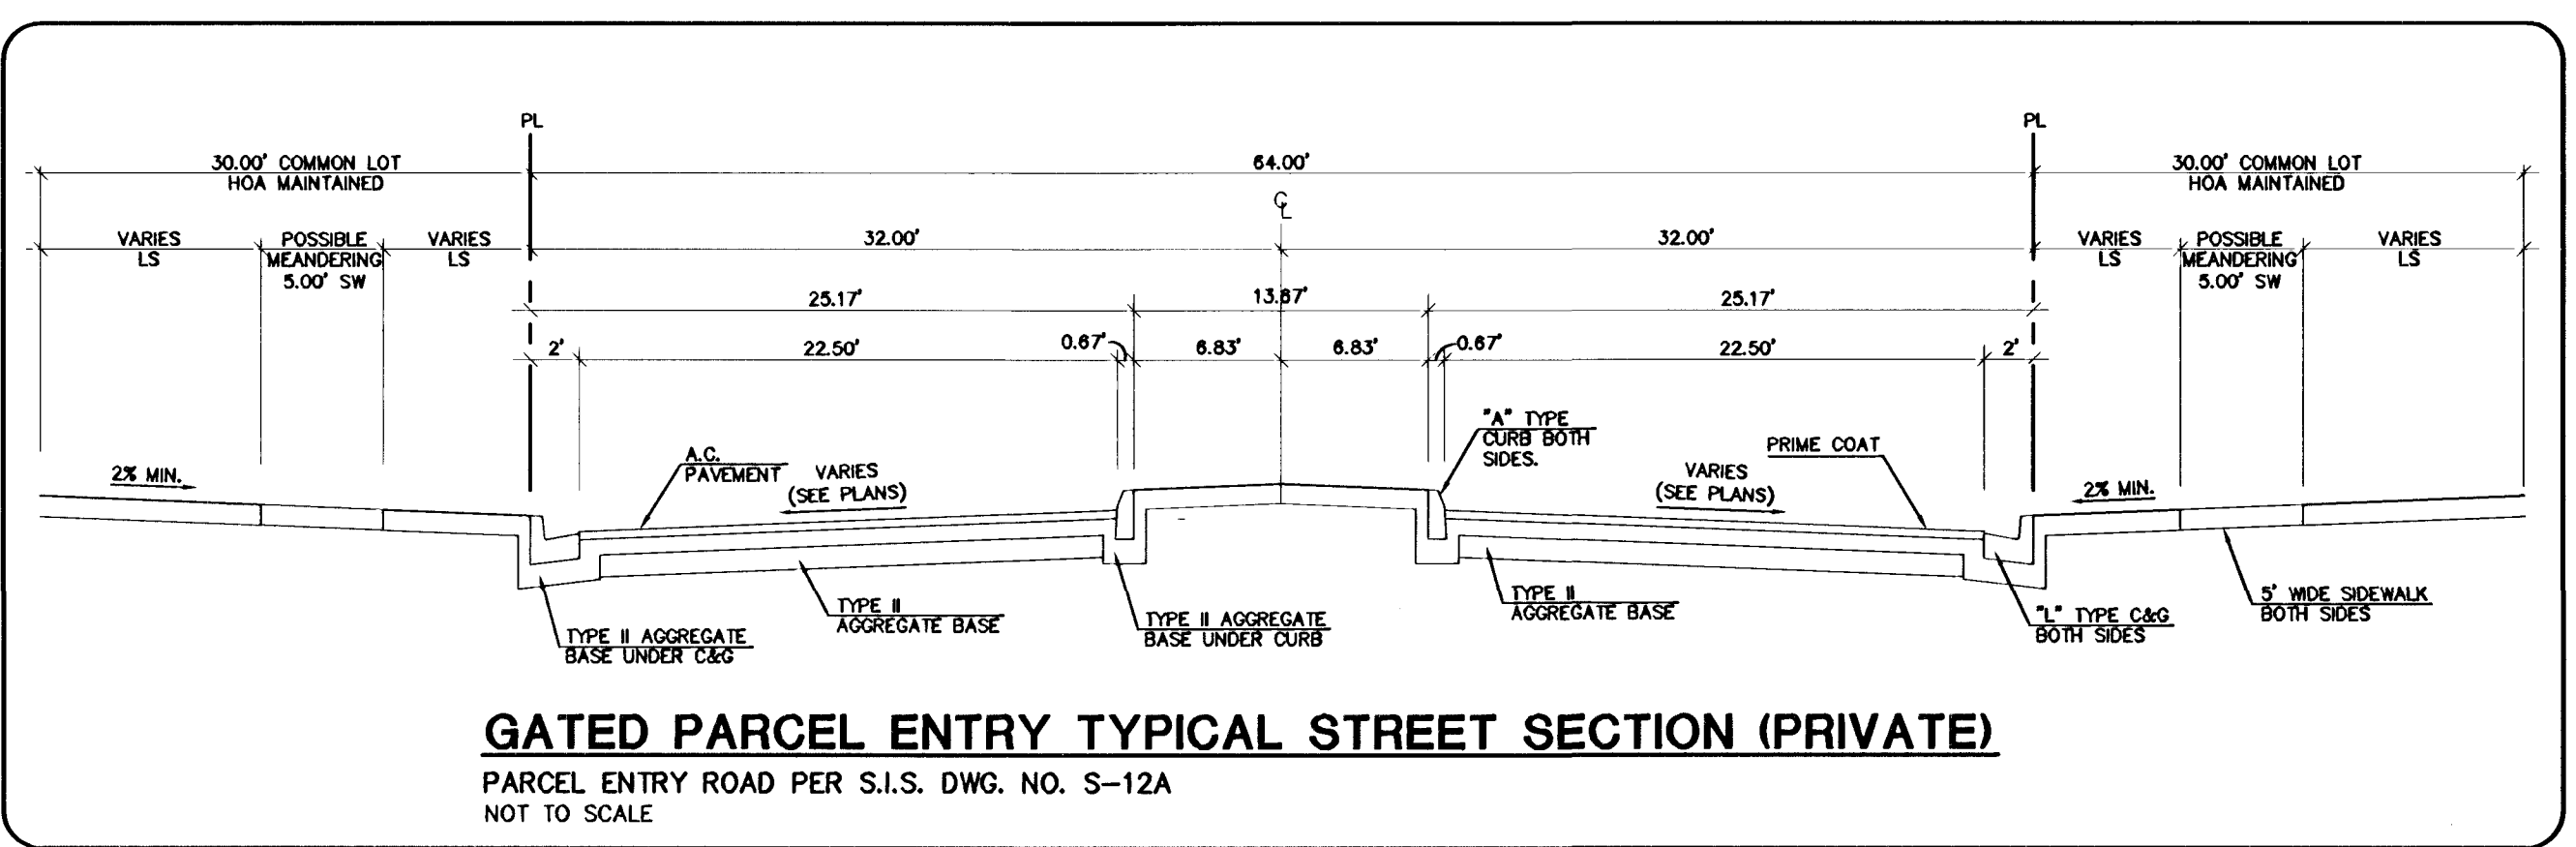 PL
PL
30.00' COMMON LOT
HOA MAINTAINED
64.00'
30.00' COMMON LOT
HOA MAINTAINED
CL
VARIES
LS
POSSIBLE
MEANDERING
5.00' SW
VARIES
LS
32.00'
32.00'
VARIES
LS
POSSIBLE
MEANDERING
5.00' SW
VARIES
LS
25.17'
13.67'
25.17'
2'
22.50'
0.67'
6.83'
6.83'
0.67'
22.50'
2'
2% MIN.
A.C.
PAVEMENT
VARIES
(SEE PLANS)
"A" TYPE
CURB BOTH
SIDES.
VARIES
(SEE PLANS)
PRIME COAT
2% MIN.
TYPE II AGGREGATE
BASE UNDER C&G
TYPE II
AGGREGATE BASE
TYPE II AGGREGATE
BASE UNDER CURB
TYPE II
AGGREGATE BASE
"L" TYPE C&G
BOTH SIDES
5' WIDE SIDEWALK
BOTH SIDES
GATED PARCEL ENTRY TYPICAL STREET SECTION (PRIVATE)
PARCEL ENTRY ROAD PER S.I.S. DWG. NO. S-12A
NOT TO SCALE